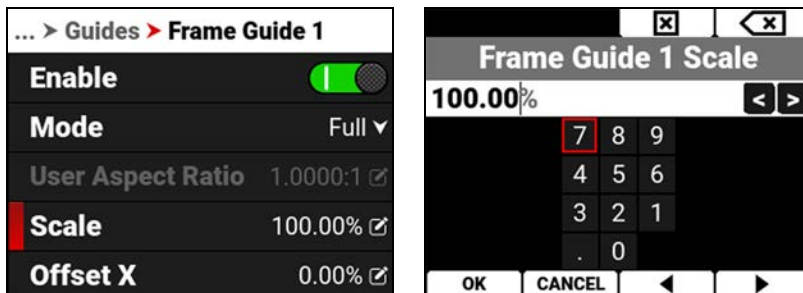 ... > Guides > Frame Guide 1
Enable
Mode Full
User Aspect Ratio 1.0000:1
Scale 100.00%
Offset X 0.00%
Frame Guide 1 Scale
100.00% < >
7 8 9
4 5 6
3 2 1
. 0
OK CANCEL